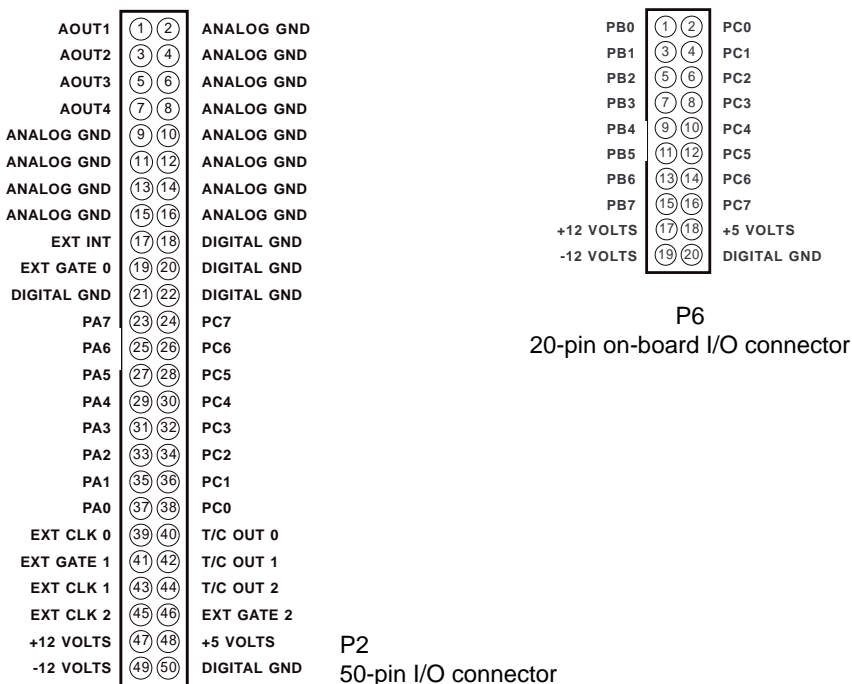 AOUT1 1 2 ANALOG GND
AOUT2 3 4 ANALOG GND
AOUT3 5 6 ANALOG GND
AOUT4 7 8 ANALOG GND
ANALOG GND 9 10 ANALOG GND
ANALOG GND 11 12 ANALOG GND
ANALOG GND 13 14 ANALOG GND
ANALOG GND 15 16 ANALOG GND
EXT INT 17 18 DIGITAL GND
EXT GATE 0 19 20 DIGITAL GND
DIGITAL GND 21 22 DIGITAL GND
PA7 23 24 PC7
PA6 25 26 PC6
PA5 27 28 PC5
PA4 29 30 PC4
PA3 31 32 PC3
PA2 33 34 PC2
PA1 35 36 PC1
PA0 37 38 PC0
EXT CLK 0 39 40 T/C OUT 0
EXT GATE 1 41 42 T/C OUT 1
EXT CLK 1 43 44 T/C OUT 2
EXT CLK 2 45 46 EXT GATE 2
+12 VOLTS 47 48 +5 VOLTS
-12 VOLTS 49 50 DIGITAL GND
P2
50-pin I/O connector
PB0 1 2 PC0
PB1 3 4 PC1
PB2 5 6 PC2
PB3 7 8 PC3
PB4 9 10 PC4
PB5 11 12 PC5
PB6 13 14 PC6
PB7 15 16 PC7
+12 VOLTS 17 18 +5 VOLTS
-12 VOLTS 19 20 DIGITAL GND
P6
20-pin on-board I/O connector